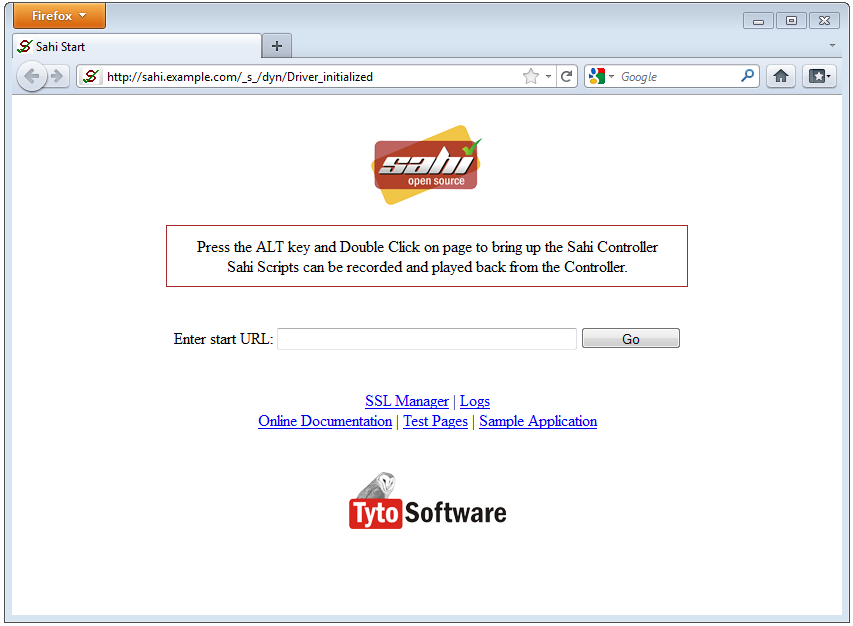 Firefox
Sahi Start
http://sahi.example.com/_s_/dyn/Driver_initialized
Google
sahi
open source
Press the ALT key and Double Click on page to bring up the Sahi Controller
Sahi Scripts can be recorded and played back from the Controller.
Enter start URL: Go
SSL Manager | Logs
Online Documentation | Test Pages | Sample Application
Tyto Software